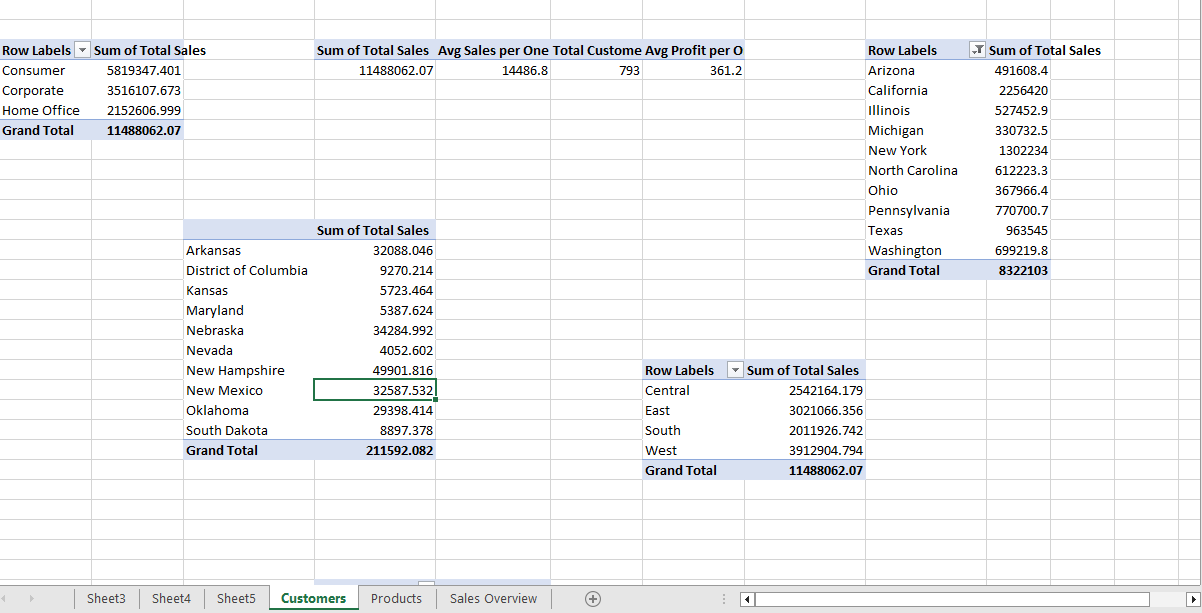 Row Labels Sum of Total Sales
Consumer 5819347.401
Corporate 3516107.673
Home Office 2152606.999
Grand Total 11488062.07
Sum of Total Sales Avg Sales per One Total Custome Avg Profit per O
11488062.07 14486.8 793 361.2
Row Labels Sum of Total Sales
Arizona 491608.4
California 2256420
Illinois 527452.9
Michigan 330732.5
New York 1302234
North Carolina 612223.3
Ohio 367966.4
Pennsylvania 770700.7
Texas 963545
Washington 699219.8
Grand Total 8322103
Sum of Total Sales
Arkansas 32088.046
District of Columbia 9270.214
Kansas 5723.464
Maryland 5387.624
Nebraska 34284.992
Nevada 4052.602
New Hampshire 49901.816
New Mexico 32587.532
Oklahoma 29398.414
South Dakota 8897.378
Grand Total 211592.082
Row Labels Sum of Total Sales
Central 2542164.179
East 3021066.356
South 2011926.742
West 3912904.794
Grand Total 11488062.07
Sheet3 Sheet4 Sheet5 Customers Products Sales Overview